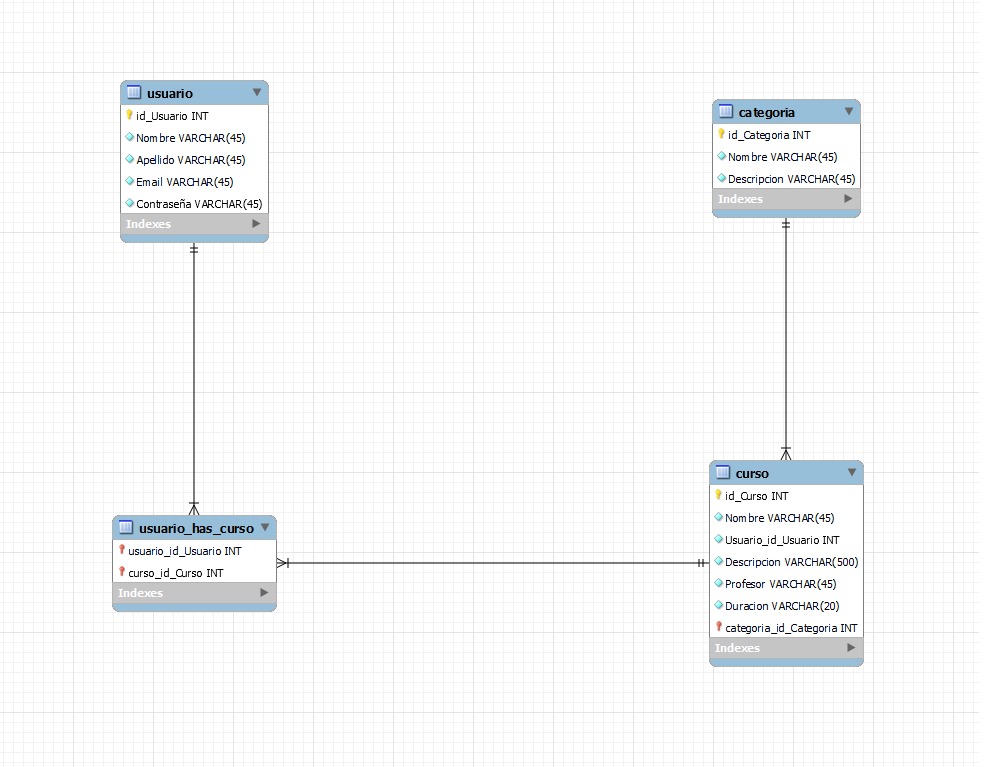 usuario
id_Usuario INT
Nombre VARCHAR(45)
Apellido VARCHAR(45)
Email VARCHAR(45)
Contraseña VARCHAR(45)
Indexes
categoria
id_Categoria INT
Nombre VARCHAR(45)
Descripcion VARCHAR(45)
Indexes
usuario_has_curso
usuario_id_Usuario INT
curso_id_Curso INT
Indexes
curso
id_Curso INT
Nombre VARCHAR(45)
Usuario_id_Usuario INT
Descripcion VARCHAR(500)
Profesor VARCHAR(45)
Duracion VARCHAR(20)
categoria_id_Categoria INT
Indexes